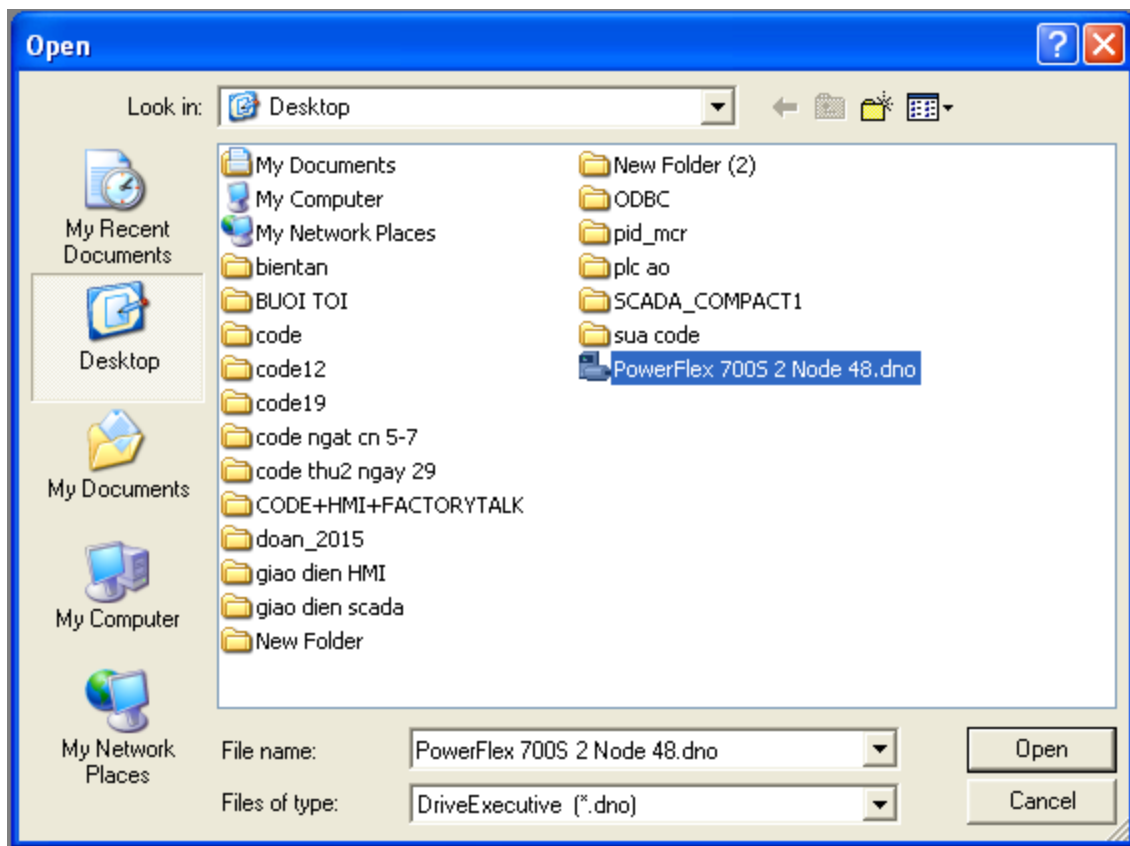 Open
Look in: Desktop
My Recent
Documents
Desktop
My Documents
My Computer
My Network
Places
My Documents
My Computer
My Network Places
bientan
BUOI TOI
code
code12
code19
code ngat cn 5-7
code thu2 ngay 29
CODE+HMI+FACTORYTALK
doan_2015
giao dien HMI
giao dien scada
New Folder
New Folder (2)
ODBC
pid_mcr
plc ao
SCADA_COMPACT1
sua code
PowerFlex 700S 2 Node 48.dno
File name: PowerFlex 700S 2 Node 48.dno Open
Files of type: DriveExecutive (*.dno) Cancel